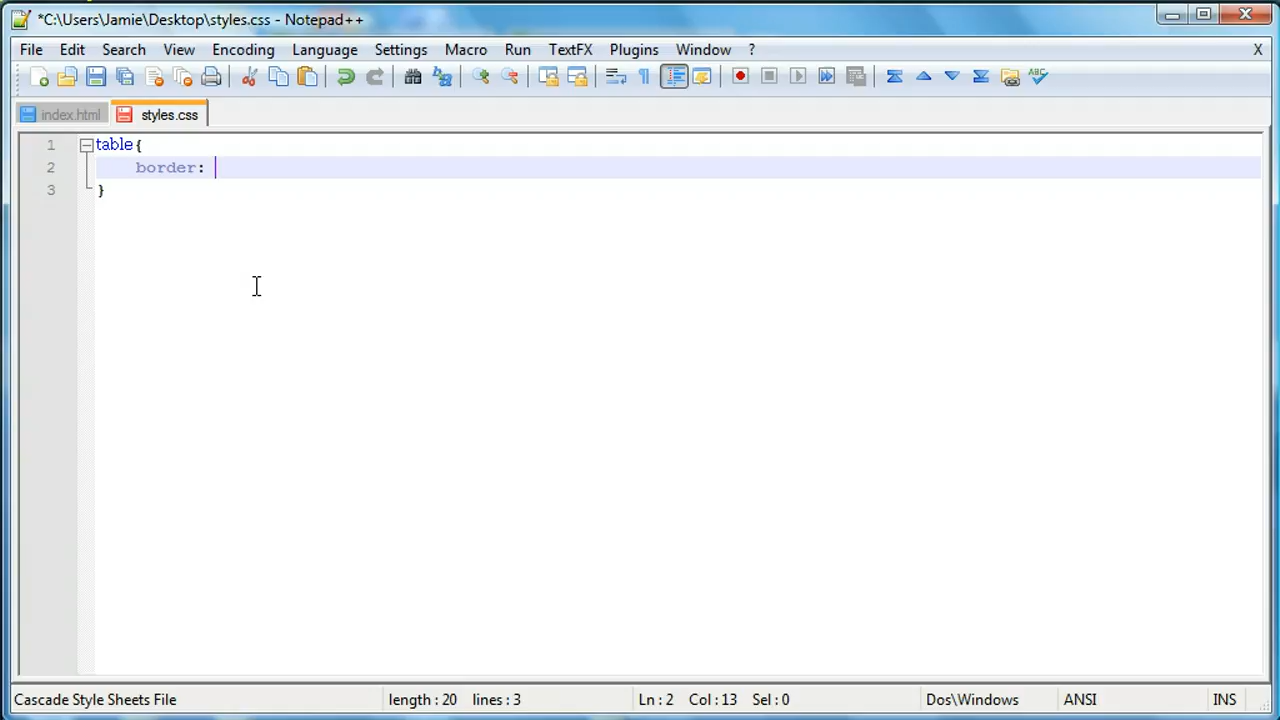 *C:\Users\Jamie\Desktop\styles.css - Notepad++
File Edit Search View Encoding Language Settings Macro Run TextFX Plugins Window ? X
index.html styles.css
1 table{
2 border:
3 }
Cascade Style Sheets File length : 20 lines : 3 Ln : 2 Col : 13 Sel : 0 Dos\Windows ANSI INS